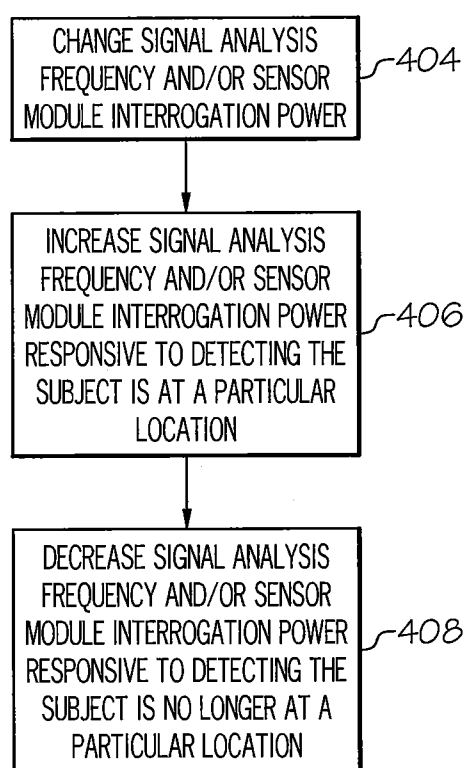 CHANGE SIGNAL ANALYSIS
FREQUENCY AND/OR SENSOR
MODULE INTERROGATION POWER
404
INCREASE SIGNAL ANALYSIS
FREQUENCY AND/OR SENSOR
MODULE INTERROGATION POWER
RESPONSIVE TO DETECTING THE
SUBJECT IS AT A PARTICULAR
LOCATION
406
DECREASE SIGNAL ANALYSIS
FREQUENCY AND/OR SENSOR
MODULE INTERROGATION POWER
RESPONSIVE TO DETECTING THE
SUBJECT IS NO LONGER AT A
PARTICULAR LOCATION
408